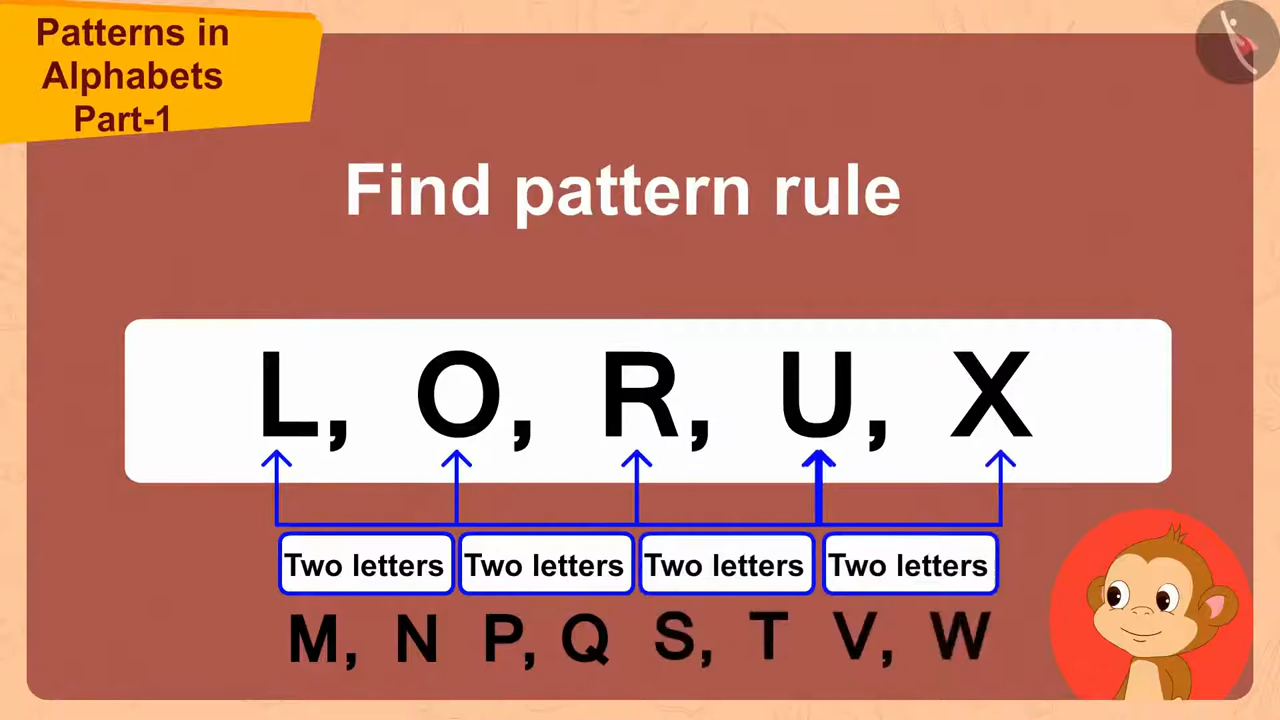 Patterns in
Alphabets
Part-1
Find pattern rule
L, O, R, U, X
Two letters Two letters Two letters Two letters
M, N P, Q S, T V, W